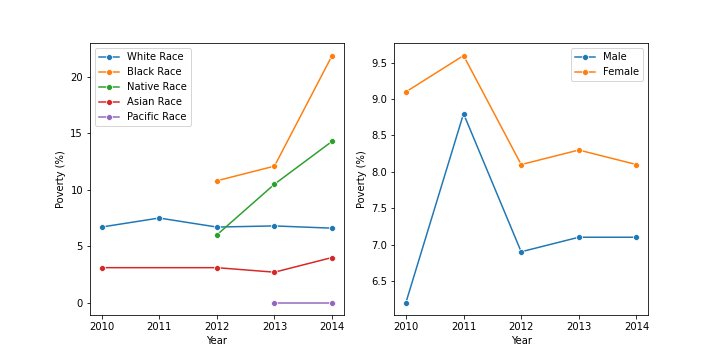 White Race
Black Race
Native Race
Asian Race
Pacific Race
Poverty (%)
20
15
10
5
0
2010 2011 2012 2013 2014
Year
Male
Female
Poverty (%)
9.5
9.0
8.5
8.0
7.5
7.0
6.5
2010 2011 2012 2013 2014
Year